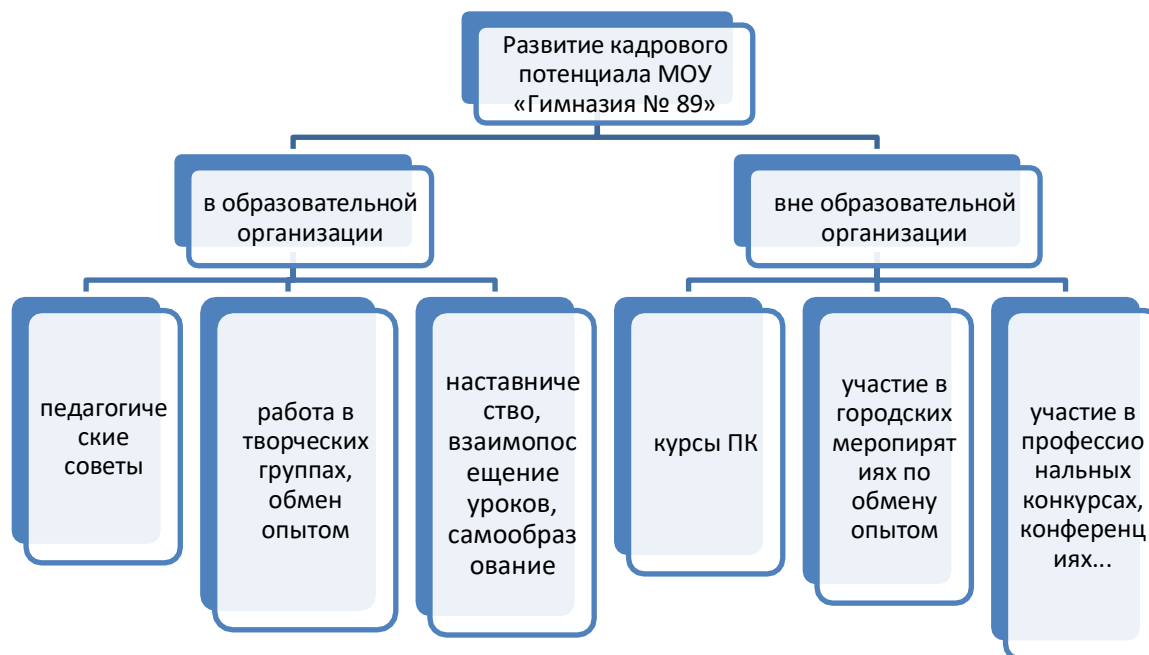 Развитие кадрового
потенциала МОУ
«Гимназия № 89»
в образовательной
организации
вне образовательной
организации
педагогиче
ские
советы
работа в
творческих
группах,
обмен
опытом
наставниче
ство,
взаимопос
ещение
уроков,
самообраз
ование
курсы ПК
участие в
городских
меропирят
иях по
обмену
опытом
участие в
профессио
нальных
конкурсах,
конференц
иях...